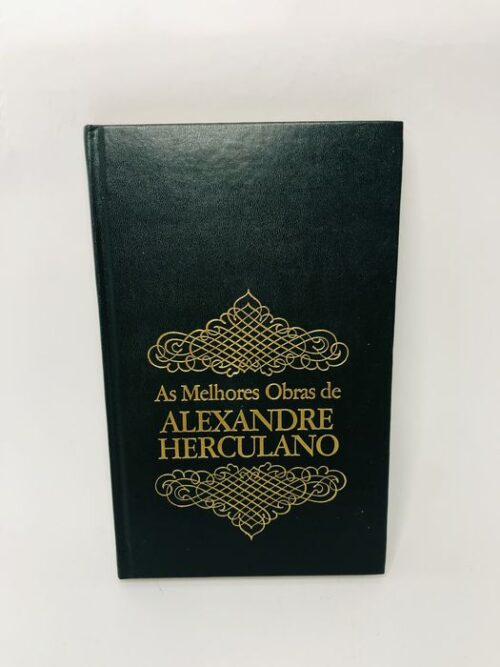 As Melhores Obras de
ALEXANDRE
HERCULANO